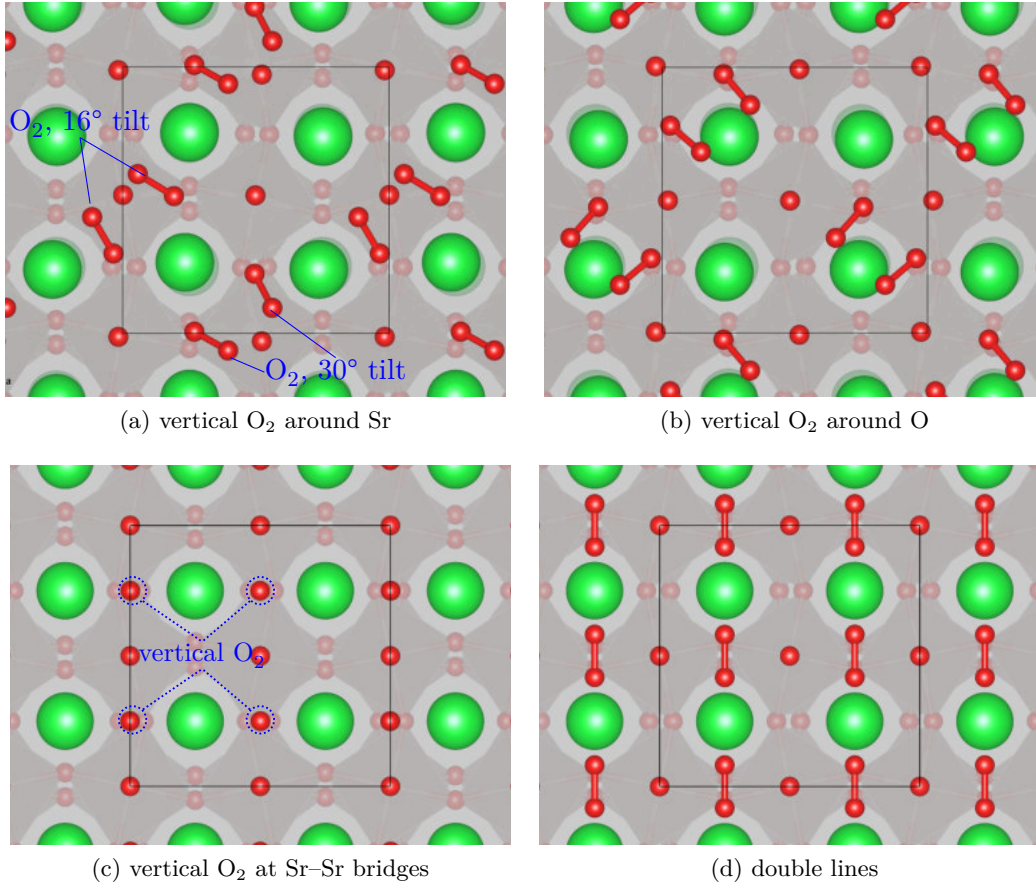 O₂, 16° tilt
O₂, 30° tilt
a
(a) vertical O₂ around Sr
(b) vertical O₂ around O
vertical O₂
(c) vertical O₂ at Sr–Sr bridges
(d) double lines